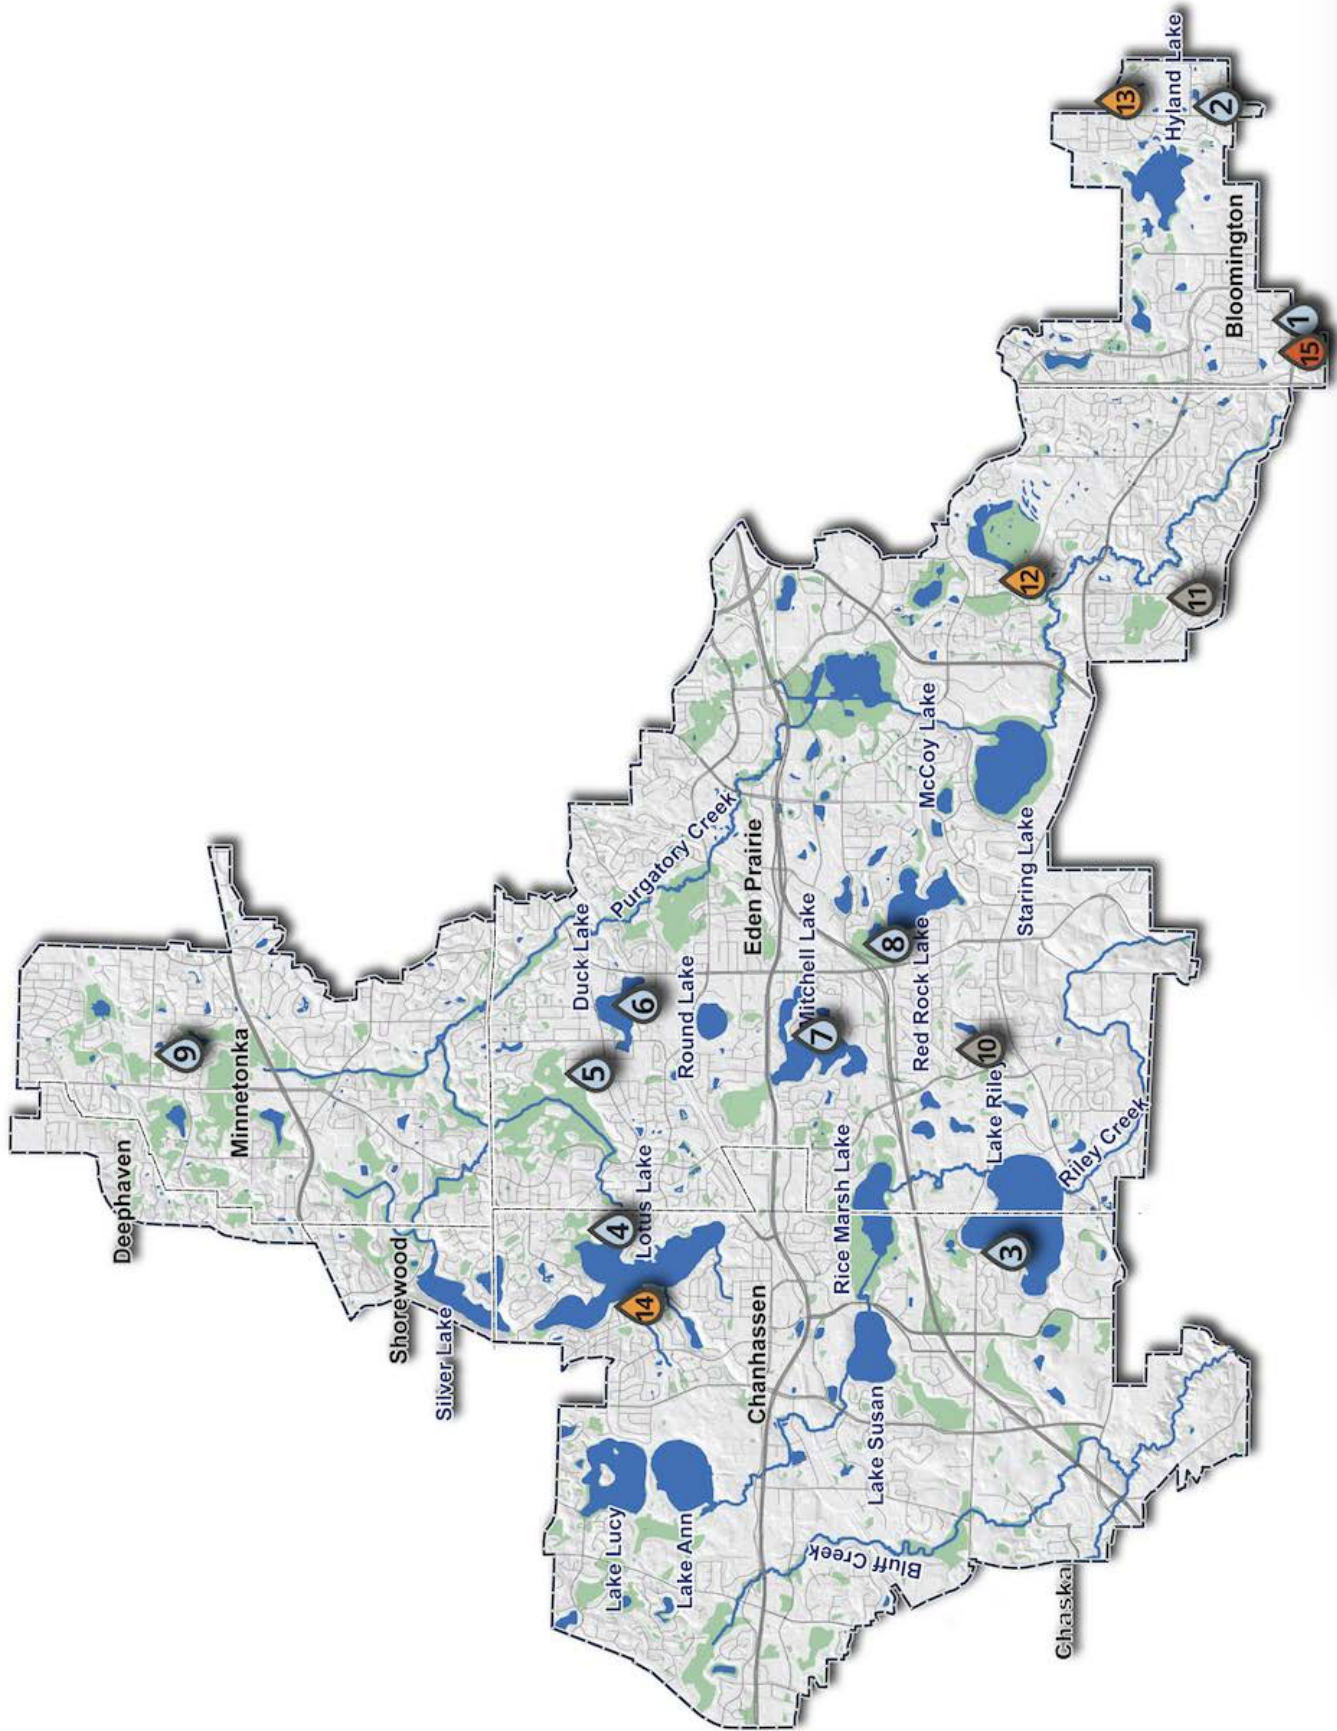 Deephaven
9
Minnetonka
Shorewood
Silver Lake
Duck Lake
Purgatory Creek
5
6
4
Lotus Lake
14
Round Lake
Lake Lucy
Lake Ann
Eden Prairie
Chanhassen
Mitchell Lake
7
8
Rice Marsh Lake
Red Rock Lake
McCoy Lake
Lake Susan
Bluff Creek
10
Lake Riley
3
Staring Lake
Riley Creek
Chaska
12
11
13
Hyland Lake
2
Bloomington
1
15